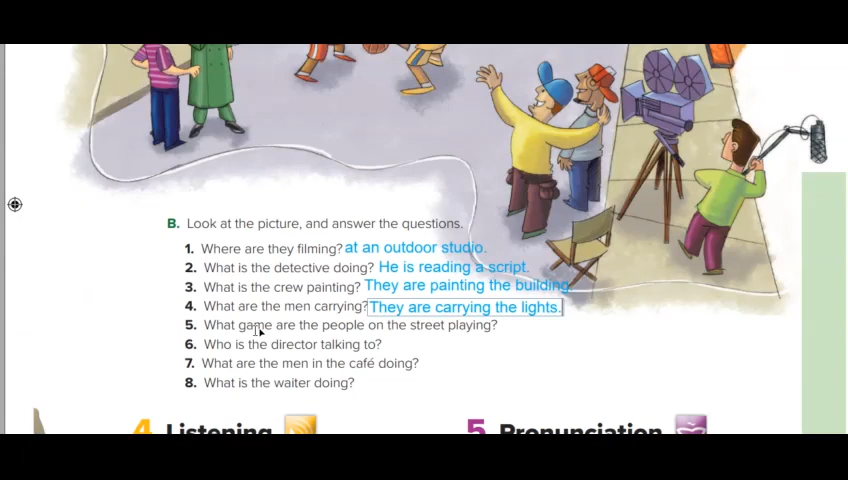 B. Look at the picture, and answer the questions.
1. Where are they filming? at an outdoor studio.
2. What is the detective doing? He is reading a script.
3. What is the crew painting? They are painting the building.
4. What are the men carrying? They are carrying the lights.
5. What game are the people on the street playing?
6. Who is the director talking to?
7. What are the men in the café doing?
8. What is the waiter doing?
4 Listening
5 Pronunciation